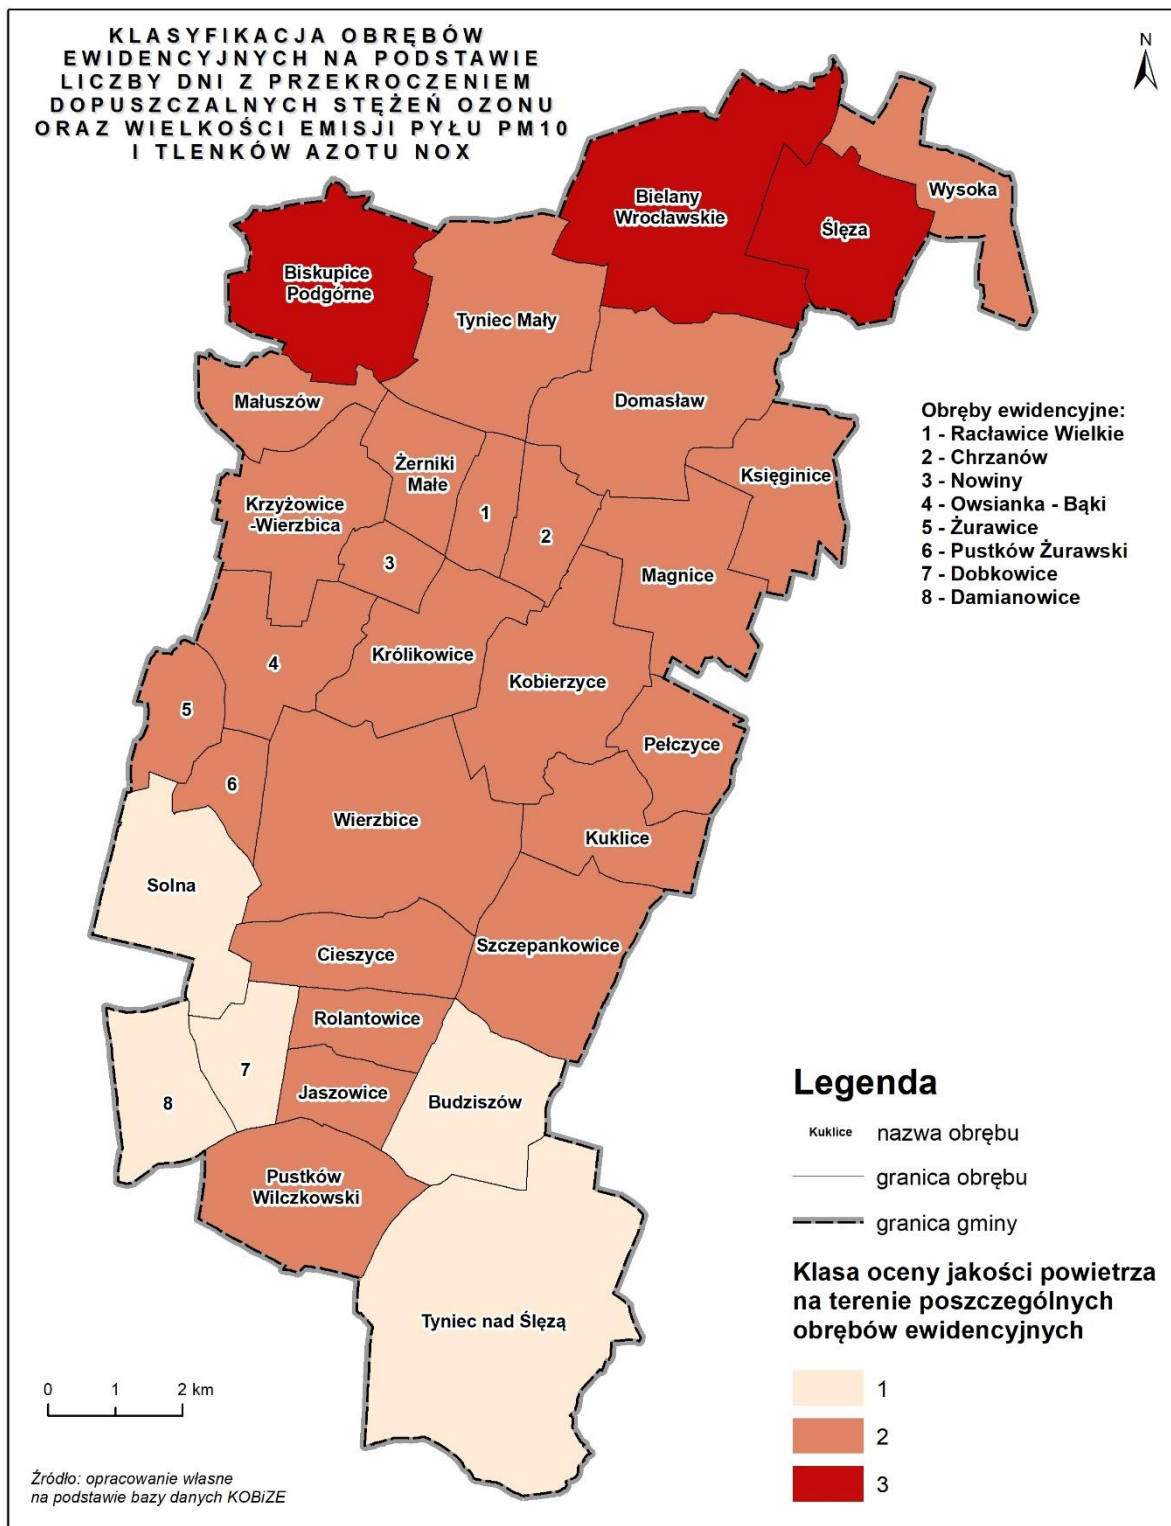 KLASYFIKACJA OBRĘBÓW
EWIDENCYJNYCH NA PODSTAWIE
LICZBY DNI Z PRZEKROCZENIEM
DOPUSZCZALNYCH STĘŻEŃ OZONU
ORAZ WIELKOŚCI EMISJI PYŁU PM10
I TLENKÓW AZOTU NOX
N
Wysoka
Bielany
Wrocławskie
Ślęza
Biskupice
Podgórne
Tyniec Mały
Małuszów
Domasław
Księginice
Żerniki
Małe
Krzyżowice
-Wierzbica
1
2
3
Magnice
Królikowice
4
Kobierzyce
5
Pełczyce
6
Wierzbice
Kuklice
Solna
Cieszyce
Szczepankowice
Rolantowice
7
Jaszowice
8
Budziszów
Pustków
Wilczkowski
Tyniec nad Ślęzą
Obręby ewidencyjne:
1 - Racławice Wielkie
2 - Chrzanów
3 - Nowiny
4 - Owsianka - Bąki
5 - Żurawice
6 - Pustków Żurawski
7 - Dobkowice
8 - Damianowice
Legenda
Kuklice nazwa obrębu
granica obrębu
granica gminy
Klasa oceny jakości powietrza
na terenie poszczególnych
obrębów ewidencyjnych
1
2
3
0 1 2 km
Źródło: opracowanie własne
na podstawie bazy danych KOBiZE